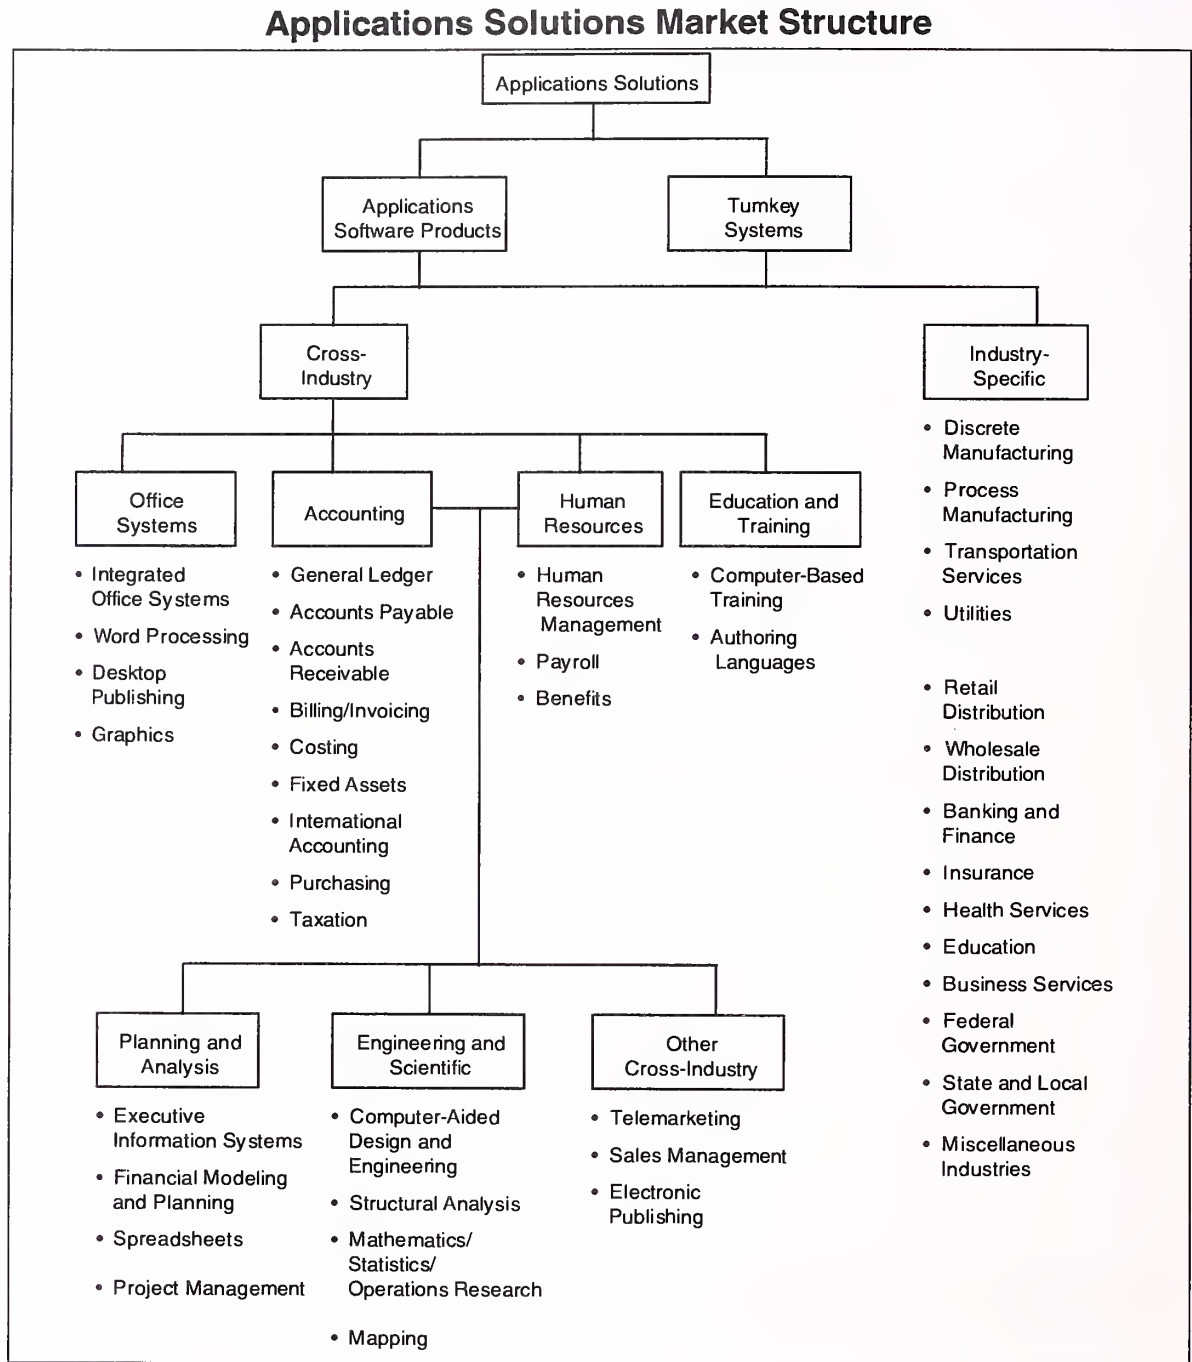 Applications Solutions Market Structure
Applications Solutions
Applications
Software Products
Turnkey
Systems
Cross-
Industry
Industry-
Specific
• Discrete
Manufacturing
• Process
Manufacturing
• Transportation
Services
• Utilities
• Retail
Distribution
• Wholesale
Distribution
• Banking and
Finance
• Insurance
• Health Services
• Education
• Business Services
• Federal
Government
• State and Local
Government
• Miscellaneous
Industries
Office
Systems
• Integrated
Office Systems
• Word Processing
• Desktop
Publishing
• Graphics
Accounting
• General Ledger
• Accounts Payable
• Accounts
Receivable
• Billing/Invoicing
• Costing
• Fixed Assets
• International
Accounting
• Purchasing
• Taxation
Human
Resources
• Human
Resources
Management
• Payroll
• Benefits
Education and
Training
• Computer-Based
Training
• Authoring
Languages
Planning and
Analysis
• Executive
Information Systems
• Financial Modeling
and Planning
• Spreadsheets
• Project Management
Engineering and
Scientific
• Computer-Aided
Design and
Engineering
• Structural Analysis
• Mathematics/
Statistics/
Operations Research
• Mapping
Other
Cross-Industry
• Telemarketing
• Sales Management
• Electronic
Publishing